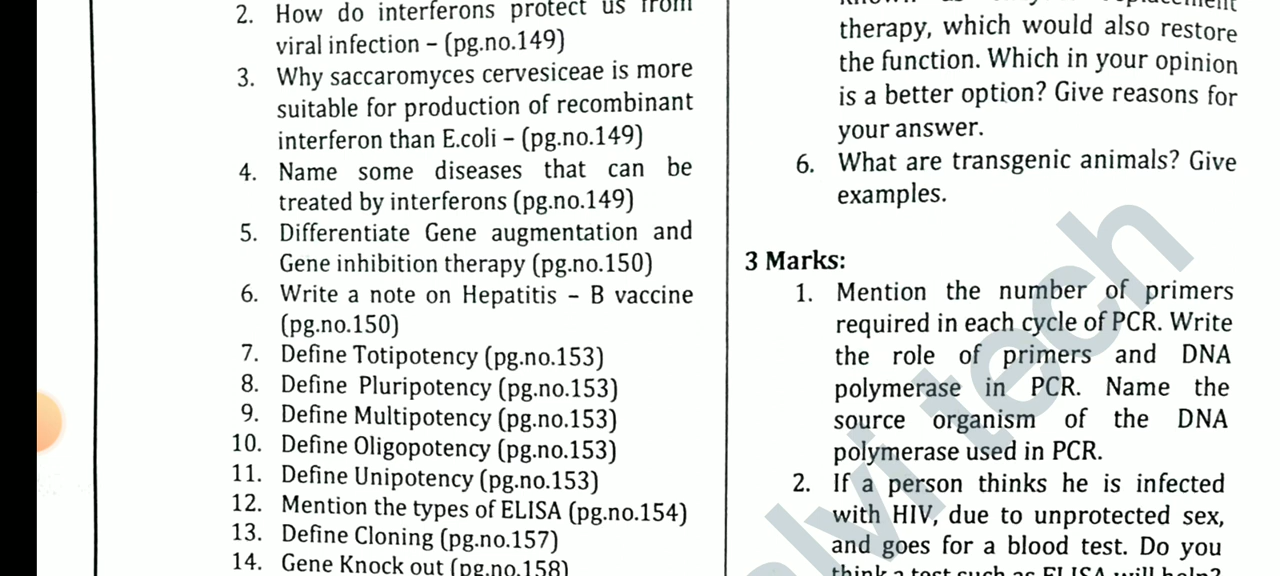 2. How do interferons protect us from
viral infection – (pg.no.149)
3. Why saccaromyces cervesiceae is more
suitable for production of recombinant
interferon than E.coli – (pg.no.149)
4. Name some diseases that can be
treated by interferons (pg.no.149)
5. Differentiate Gene augmentation and
Gene inhibition therapy (pg.no.150)
6. Write a note on Hepatitis – B vaccine
(pg.no.150)
7. Define Totipotency (pg.no.153)
8. Define Pluripotency (pg.no.153)
9. Define Multipotency (pg.no.153)
10. Define Oligopotency (pg.no.153)
11. Define Unipotency (pg.no.153)
12. Mention the types of ELISA (pg.no.154)
13. Define Cloning (pg.no.157)
14. Gene Knock out (pg.no.158)
therapy, which would also restore
the function. Which in your opinion
is a better option? Give reasons for
your answer.
6. What are transgenic animals? Give
examples.
3 Marks:
1. Mention the number of primers
required in each cycle of PCR. Write
the role of primers and DNA
polymerase in PCR. Name the
source organism of the DNA
polymerase used in PCR.
2. If a person thinks he is infected
with HIV, due to unprotected sex,
and goes for a blood test. Do you
think a test such as ELISA will help?
tech